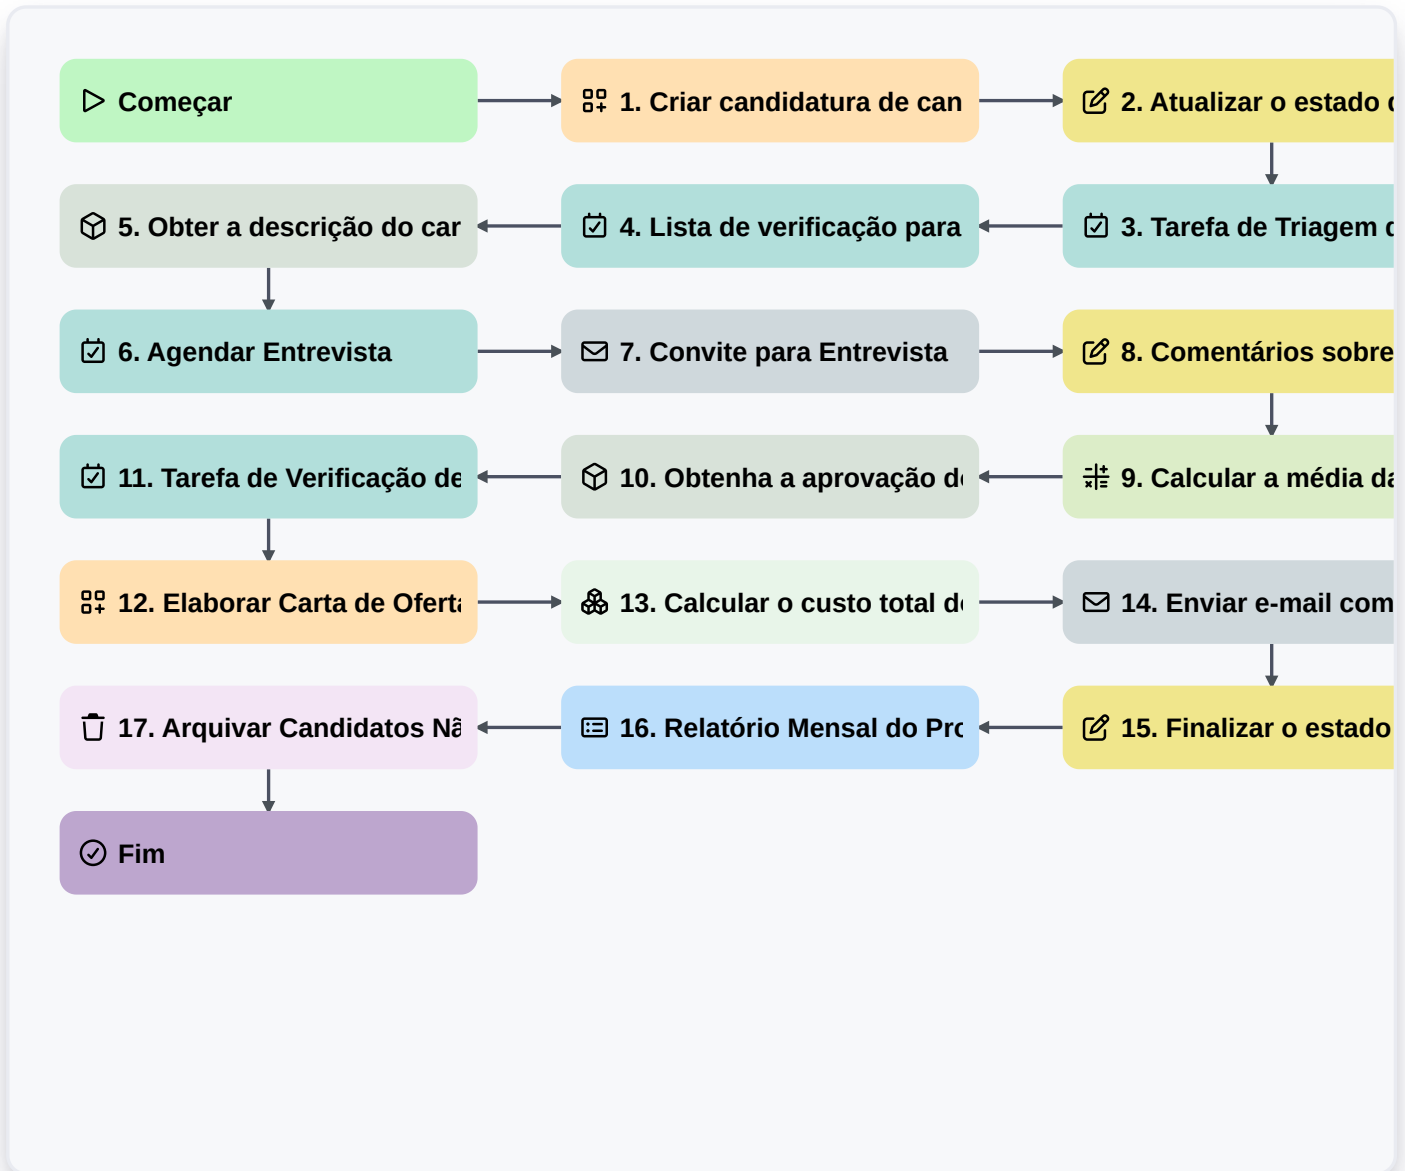 Começar
1. Criar candidatura de can
2. Atualizar o estado
5. Obter a descrição do car
4. Lista de verificação para
3. Tarefa de Triagem
6. Agendar Entrevista
7. Convite para Entrevista
8. Comentários sobre
11. Tarefa de Verificação de
10. Obtenha a aprovação
9. Calcular a média da
12. Elaborar Carta de Oferta
13. Calcular o custo total
14. Enviar e-mail com
17. Arquivar Candidatos Nã
16. Relatório Mensal do Pro
15. Finalizar o estado
Fim